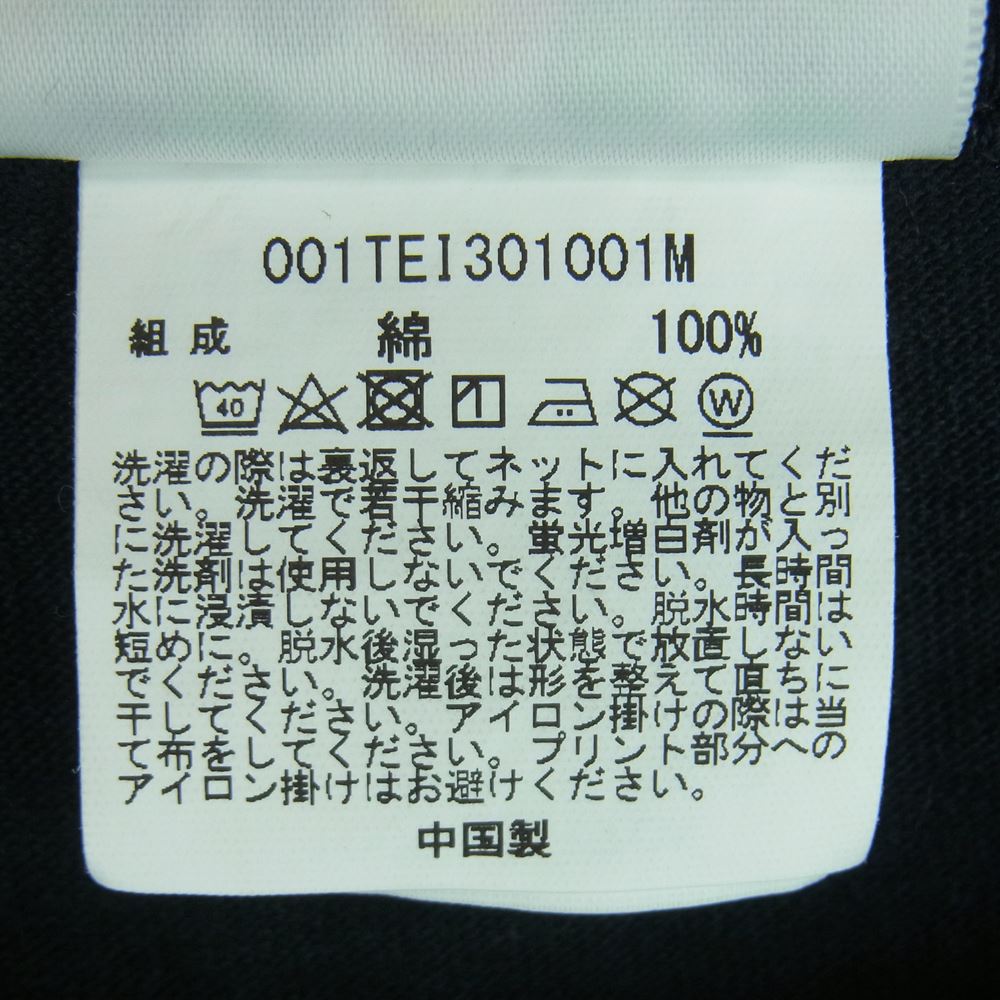 001TEI301001M
組成 綿 100%
40 W
洗濯の際は裏返してネットに入れてくだ
さい。洗濯で若干縮みます。他の物と別
に洗濯してください。蛍光増白剤が入っ
た洗剤は使用しないでください。長時間
水に浸漬しないでください。脱水時間は
短めに。脱水後湿った状態で放置しない
でください。洗濯後は形を整えて直ちに
干してください。アイロン掛けの際は当
て布をしてください。プリント部分へのアイロン
アイロン掛けはお避けください。
中国製